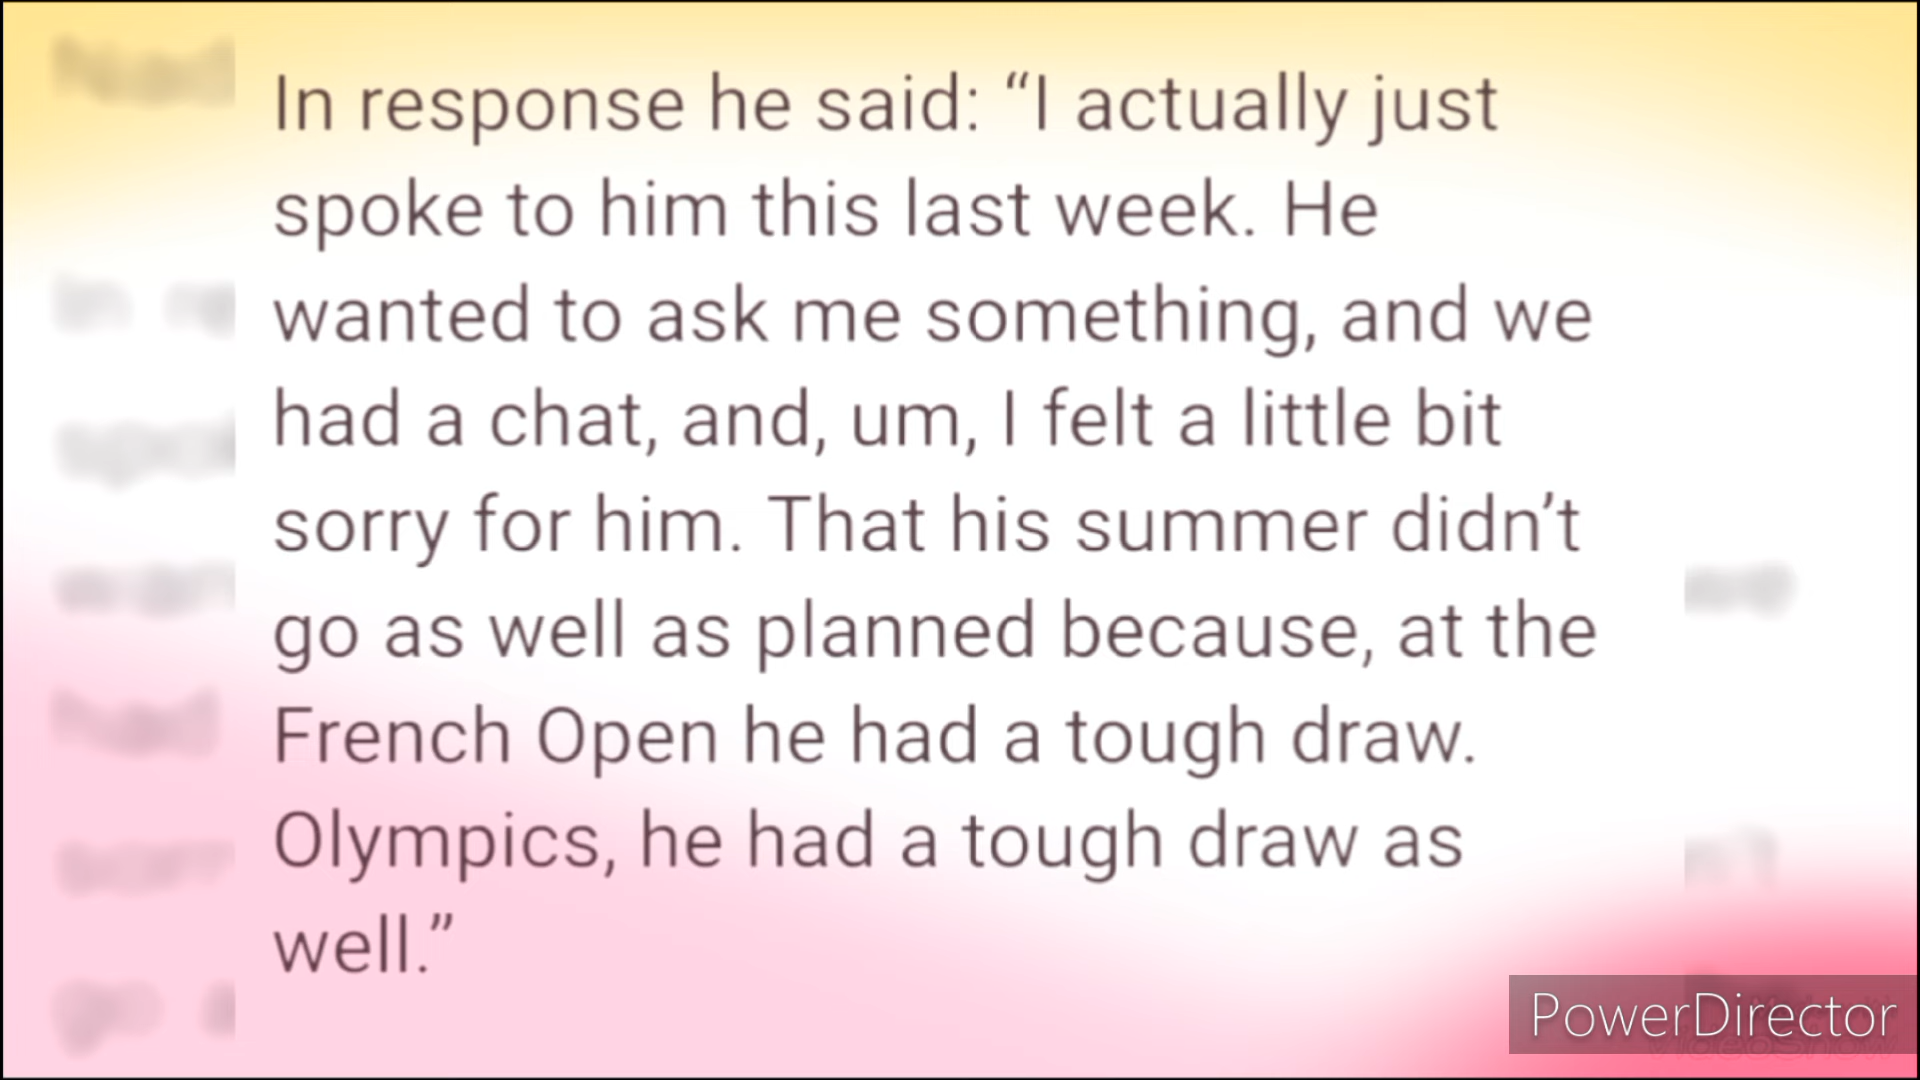 In response he said: “I actually just
spoke to him this last week. He
wanted to ask me something, and we
had a chat, and, um, I felt a little bit
sorry for him. That his summer didn’t
go as well as planned because, at the
French Open he had a tough draw.
Olympics, he had a tough draw as
well.”
PowerDirector
VideoShow